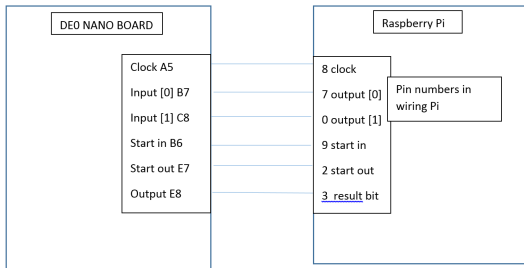 DE0 NANO BOARD
Clock A5
Input [0] B7
Input [1] C8
Start in B6
Start out E7
Output E8
Raspberry Pi
8 clock
7 output [0]
0 output [1]
9 start in
2 start out
3 result bit
Pin numbers in
wiring Pi